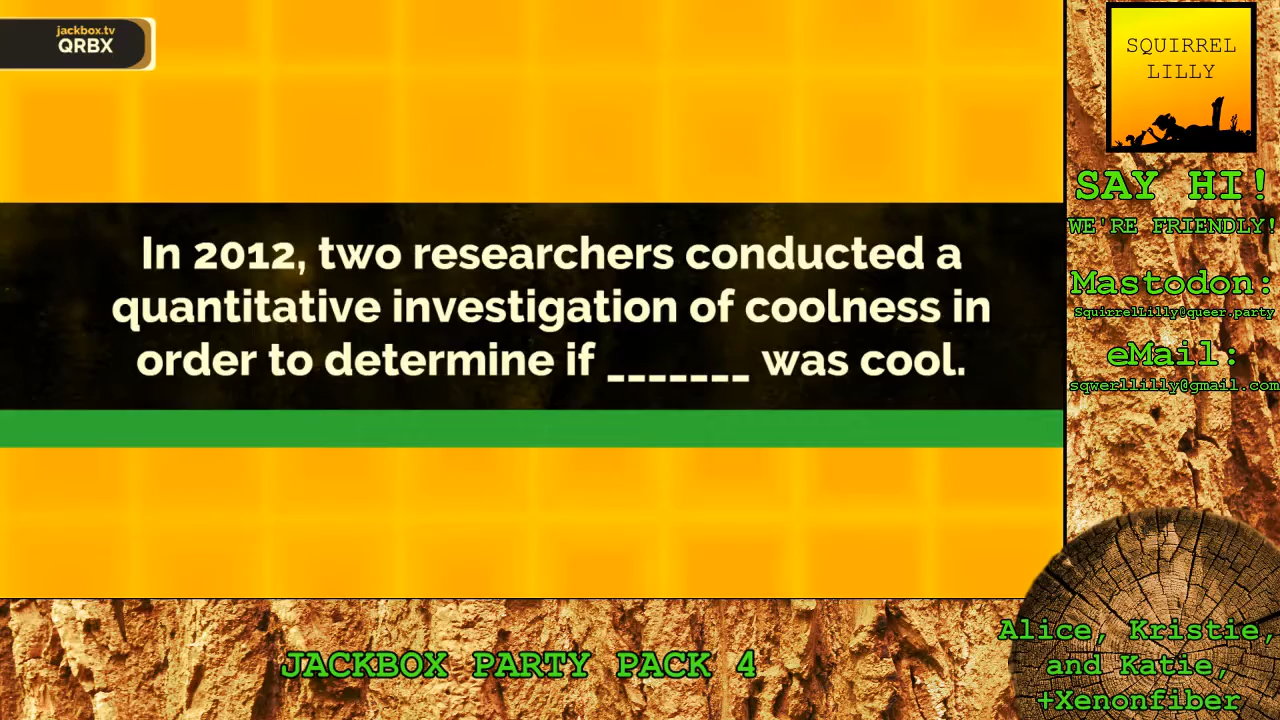 jackbox.tv
QRBX
In 2012, two researchers conducted a
quantitative investigation of coolness in
order to determine if _______ was cool.
SQUIRREL
LILLY
SAY HI!
WE'RE FRIENDLY!
Mastodon:
SquirrelLilly@queer.party
eMail:
sqwerllilly@gmail.com
JACKBOX PARTY PACK 4
Alice, Kristie,
and Katie,
+Xenonfiber